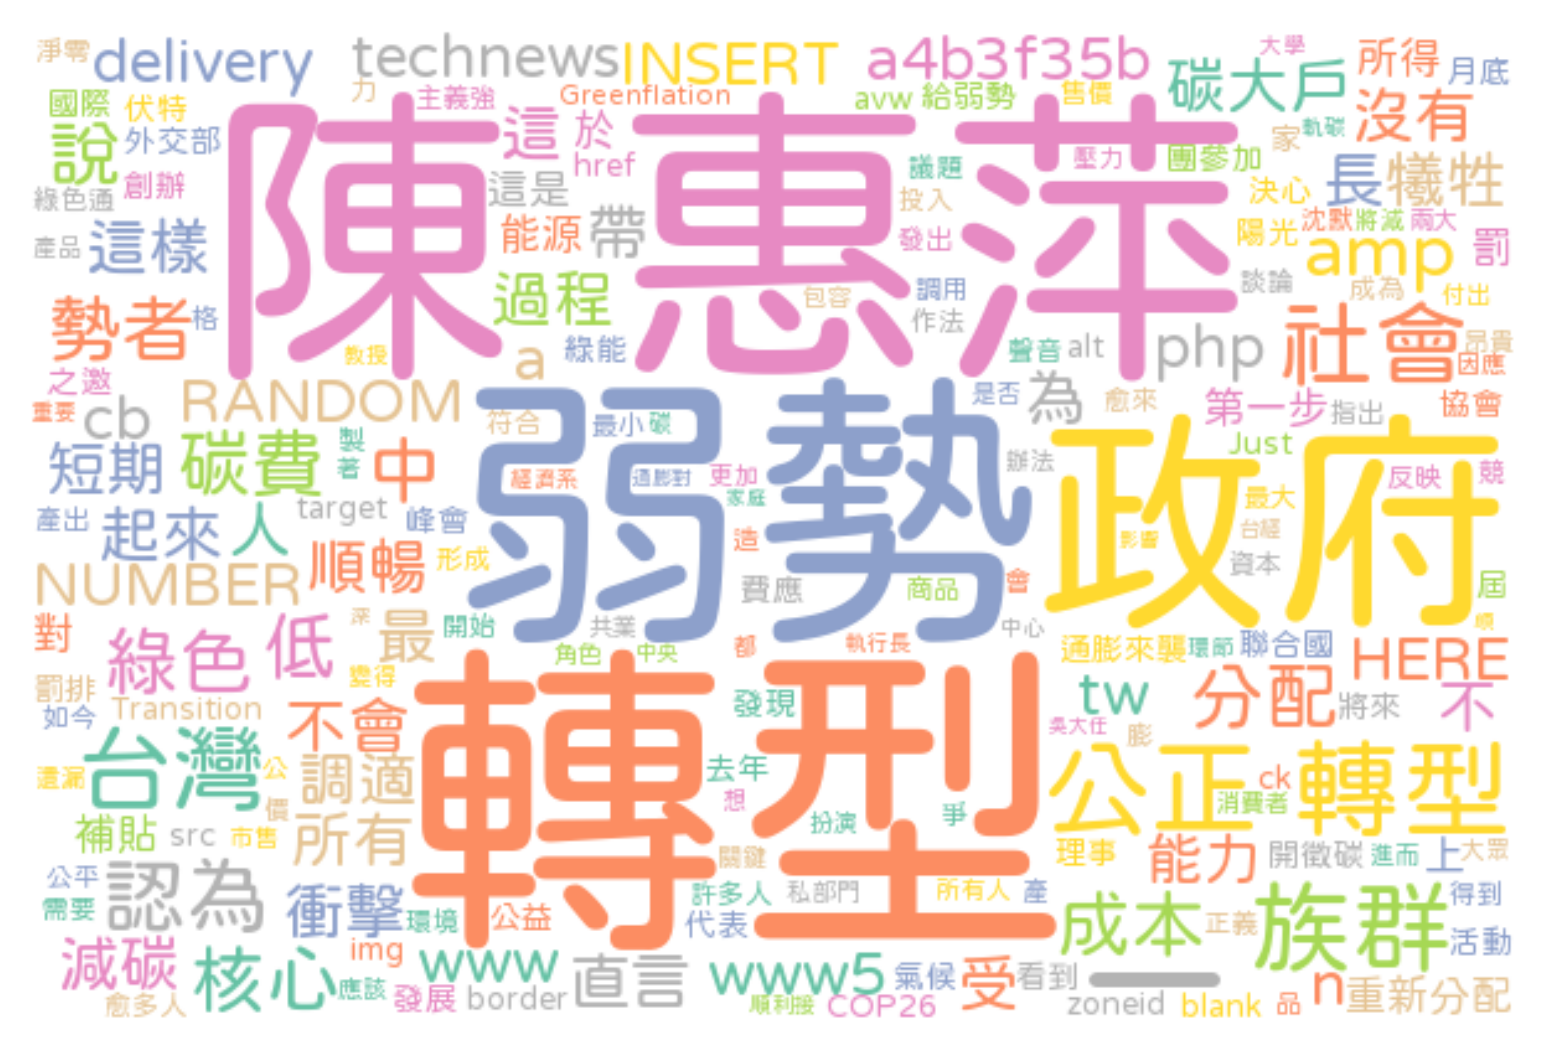 淨零 delivery technews INSERT a4b3f35b 大學 所得 月底
國際 伏特 力 主義強 Greenflation avw 給弱勢 售價 碳大戶 沒有
說 外交部 陳惠萍 這 於 href 議題 壓力 團參加 家 軌碳
綠色通 創辦 這是 投入 決心 長 犧牲
產品 這樣 能源 帶 發出 陽光 沈默 將減 兩大 amp 罰
勢者 格 過程 包容 調用 作法 談論 成為 付出
之邀 教授 a 綠能 聲音 alt php 社會 昂貴 因應
重要 cb RANDOM 符合 最小 碳 是否 為 愈來 第一步 指出 協會
短期 碳費 中 經濟系 弱勢 更加 辦法 政府 Just 反映 競
產出 起來 人 target 峰會 家庭 最大 台經 影響
NUMBER 順暢 形成 造 費應 商品 會 資本 屆
對 綠色 低 深 最 開始 共業 中心 順
罰排 Transition 變得 角色 中央 都 執行長 通膨來襲 環節 聯合國 HERE
如今 不會 轉型 發現 tw 分配 將來 不
遺漏 台灣 公 調適 去年 吳大任 膨 公正 ck 轉型
補貼 src 價 市售 所有 想 扮演 爭 消費者
公平 認為 關鍵 理事 能力 開徵碳 進而 上 大眾
需要 衝擊 環境 公益 許多人 私部門 所有人 產 成本 正義 族群 得到
減碳 核心 img www 直言 代表 www5 氣候 受 看到 活動
愈多人 應該 發展 border 順利接 COP26 zoneid blank 品 n 重新分配